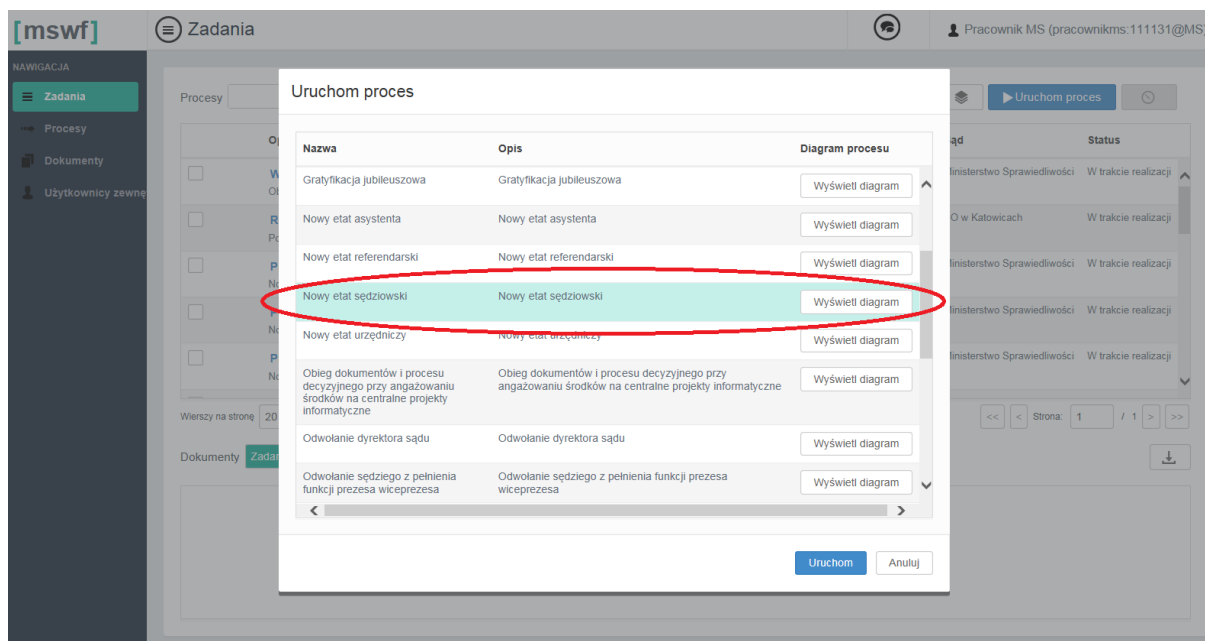 [mswf]
Zadania
Pracownik MS (pracownikms:111131@MS)
NAWIGACJA
Zadania
Procesy
Dokumenty
Użytkownicy zewnę
Procesy
Uruchom proces
Status
Ministerstwo Sprawiedliwości W trakcie realizacji
SO w Katowicach W trakcie realizacji
Ministerstwo Sprawiedliwości W trakcie realizacji
Ministerstwo Sprawiedliwości W trakcie realizacji
Ministerstwo Sprawiedliwości W trakcie realizacji
Wierszy na stronę 20
<< < Strona: 1 / 1 > >>
Dokumenty Zadan
Uruchom proces
Nazwa Opis Diagram procesu
Gratyfikacja jubileuszowa Gratyfikacja jubileuszowa Wyświetl diagram
Nowy etat asystenta Nowy etat asystenta Wyświetl diagram
Nowy etat referendarski Nowy etat referendarski Wyświetl diagram
Nowy etat sędziowski Nowy etat sędziowski Wyświetl diagram
Nowy etat urzędniczy Nowy etat urzędniczy Wyświetl diagram
Obieg dokumentów i procesu Obieg dokumentów i procesu decyzyjnego przy Wyświetl diagram
decyzyjnego przy angażowaniu angażowaniu środków na centralne projekty informatyczne
środków na centralne projekty
informatyczne
Odwołanie dyrektora sądu Odwołanie dyrektora sądu Wyświetl diagram
Odwołanie sędziego z pełnienia Odwołanie sędziego z pełnienia funkcji prezesa Wyświetl diagram
funkcji prezesa wiceprezesa wiceprezesa
Uruchom Anuluj